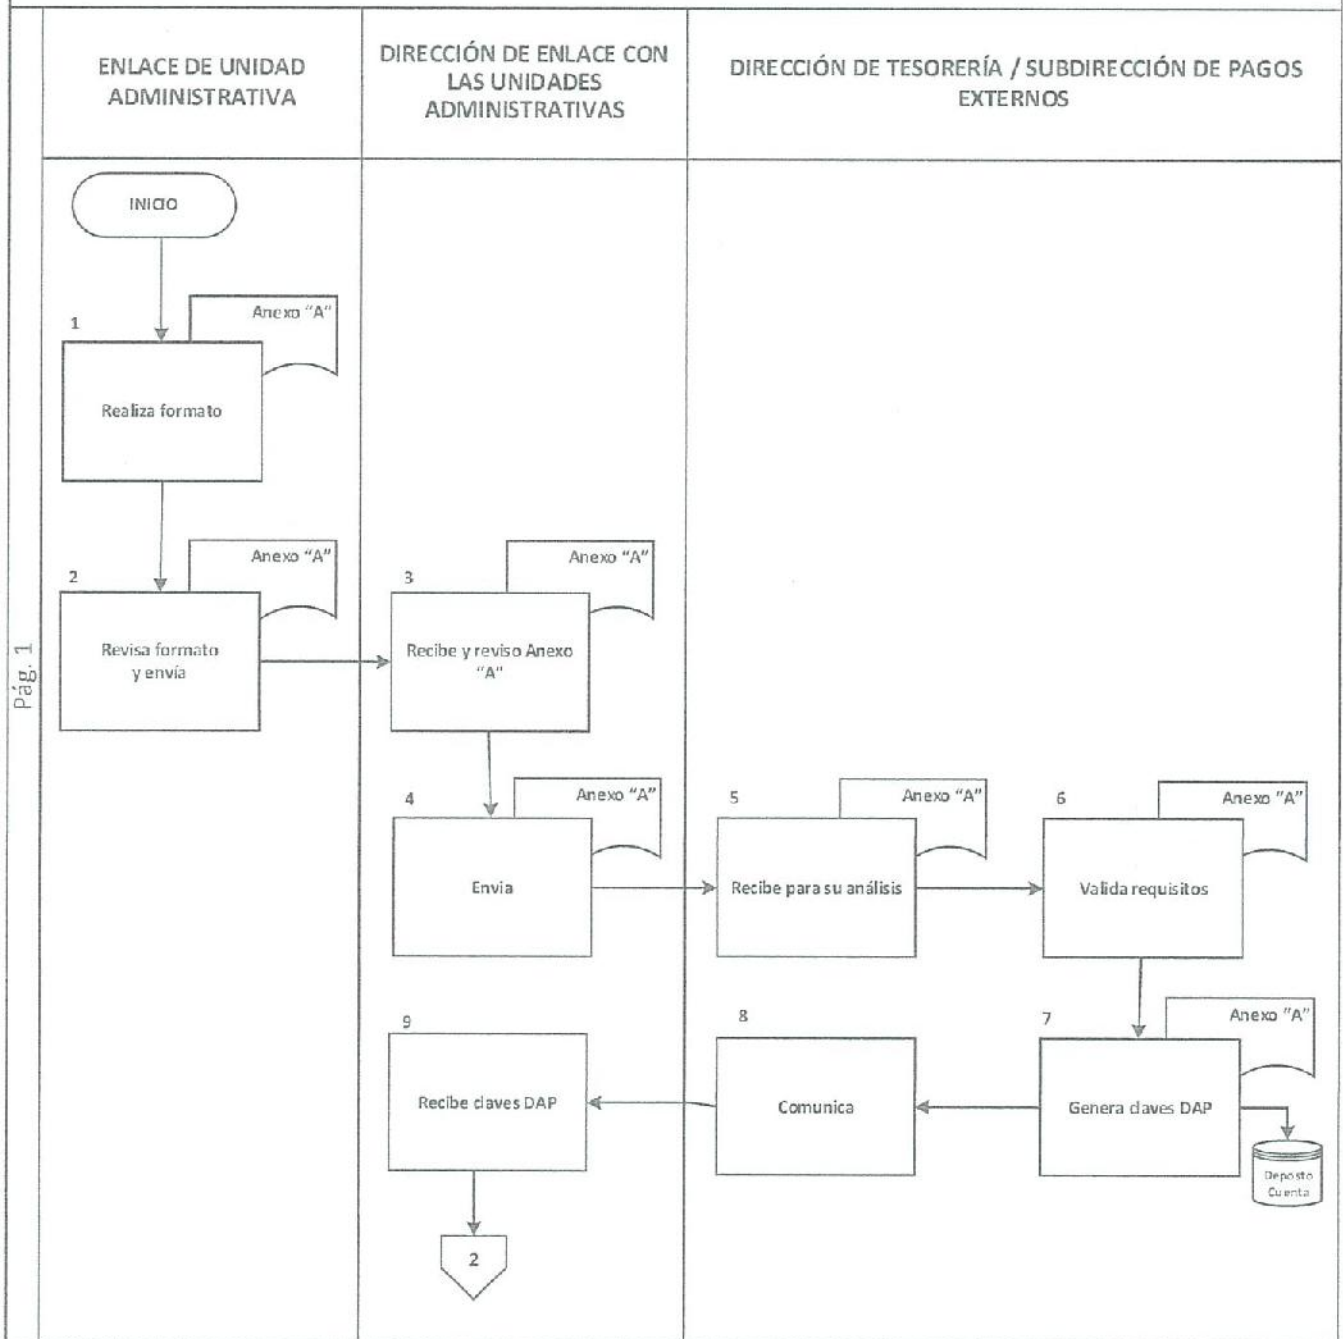 ENLACE DE UNIDAD
ADMINISTRATIVA
DIRECCIÓN DE ENLACE CON
LAS UNIDADES
ADMINISTRATIVAS
DIRECCIÓN DE TESORERÍA / SUBDIRECCIÓN DE PAGOS
EXTERNOS
Pág. 1
INICIO
1
Anexo "A"
Realiza formato
2
Anexo "A"
Revisa formato
y envía
3
Anexo "A"
Recibe y reviso Anexo
"A"
4
Anexo "A"
Envia
5
Anexo "A"
Recibe para su análisis
6
Anexo "A"
Valida requisitos
7
Anexo "A"
Genera claves DAP
Deposto
Cuenta
8
Comunica
9
Recibe claves DAP
2